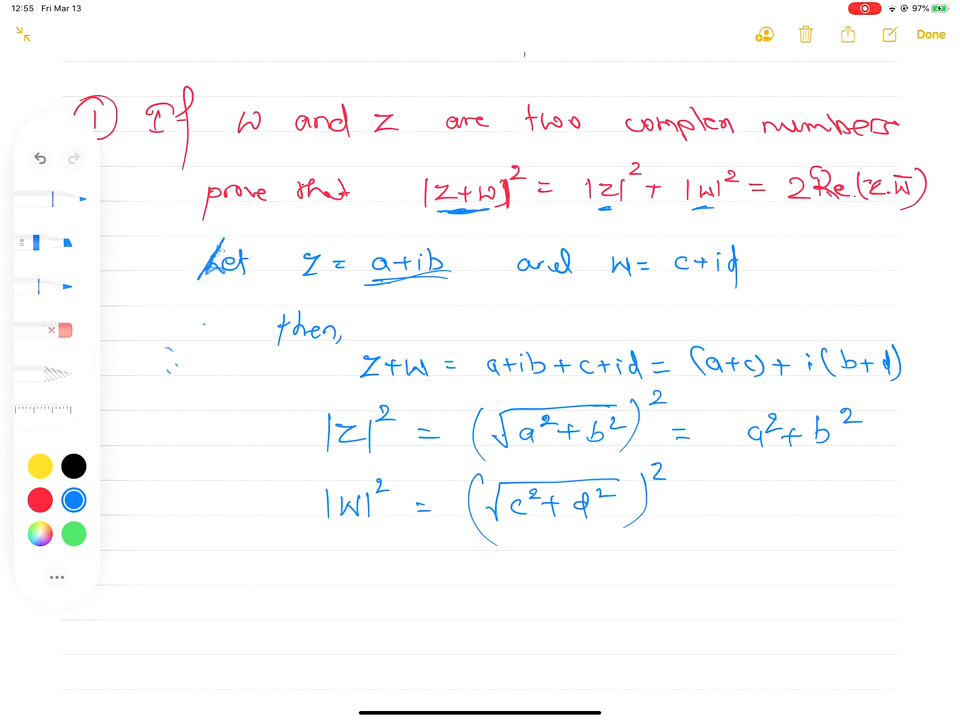 12:55 Fri Mar 13 97%
Done
1) If w and z are two complex numbers
prove that |z+w|² = |z|² + |w|² = 2Re.(z.w̅)
Let z = a+ib and w = c+id
then,
∴ z+w = a+ib+c+id = (a+c)+i(b+d)
|z|² = (√a²+b²)² = a²+b²
|w|² = (√c²+d²)²